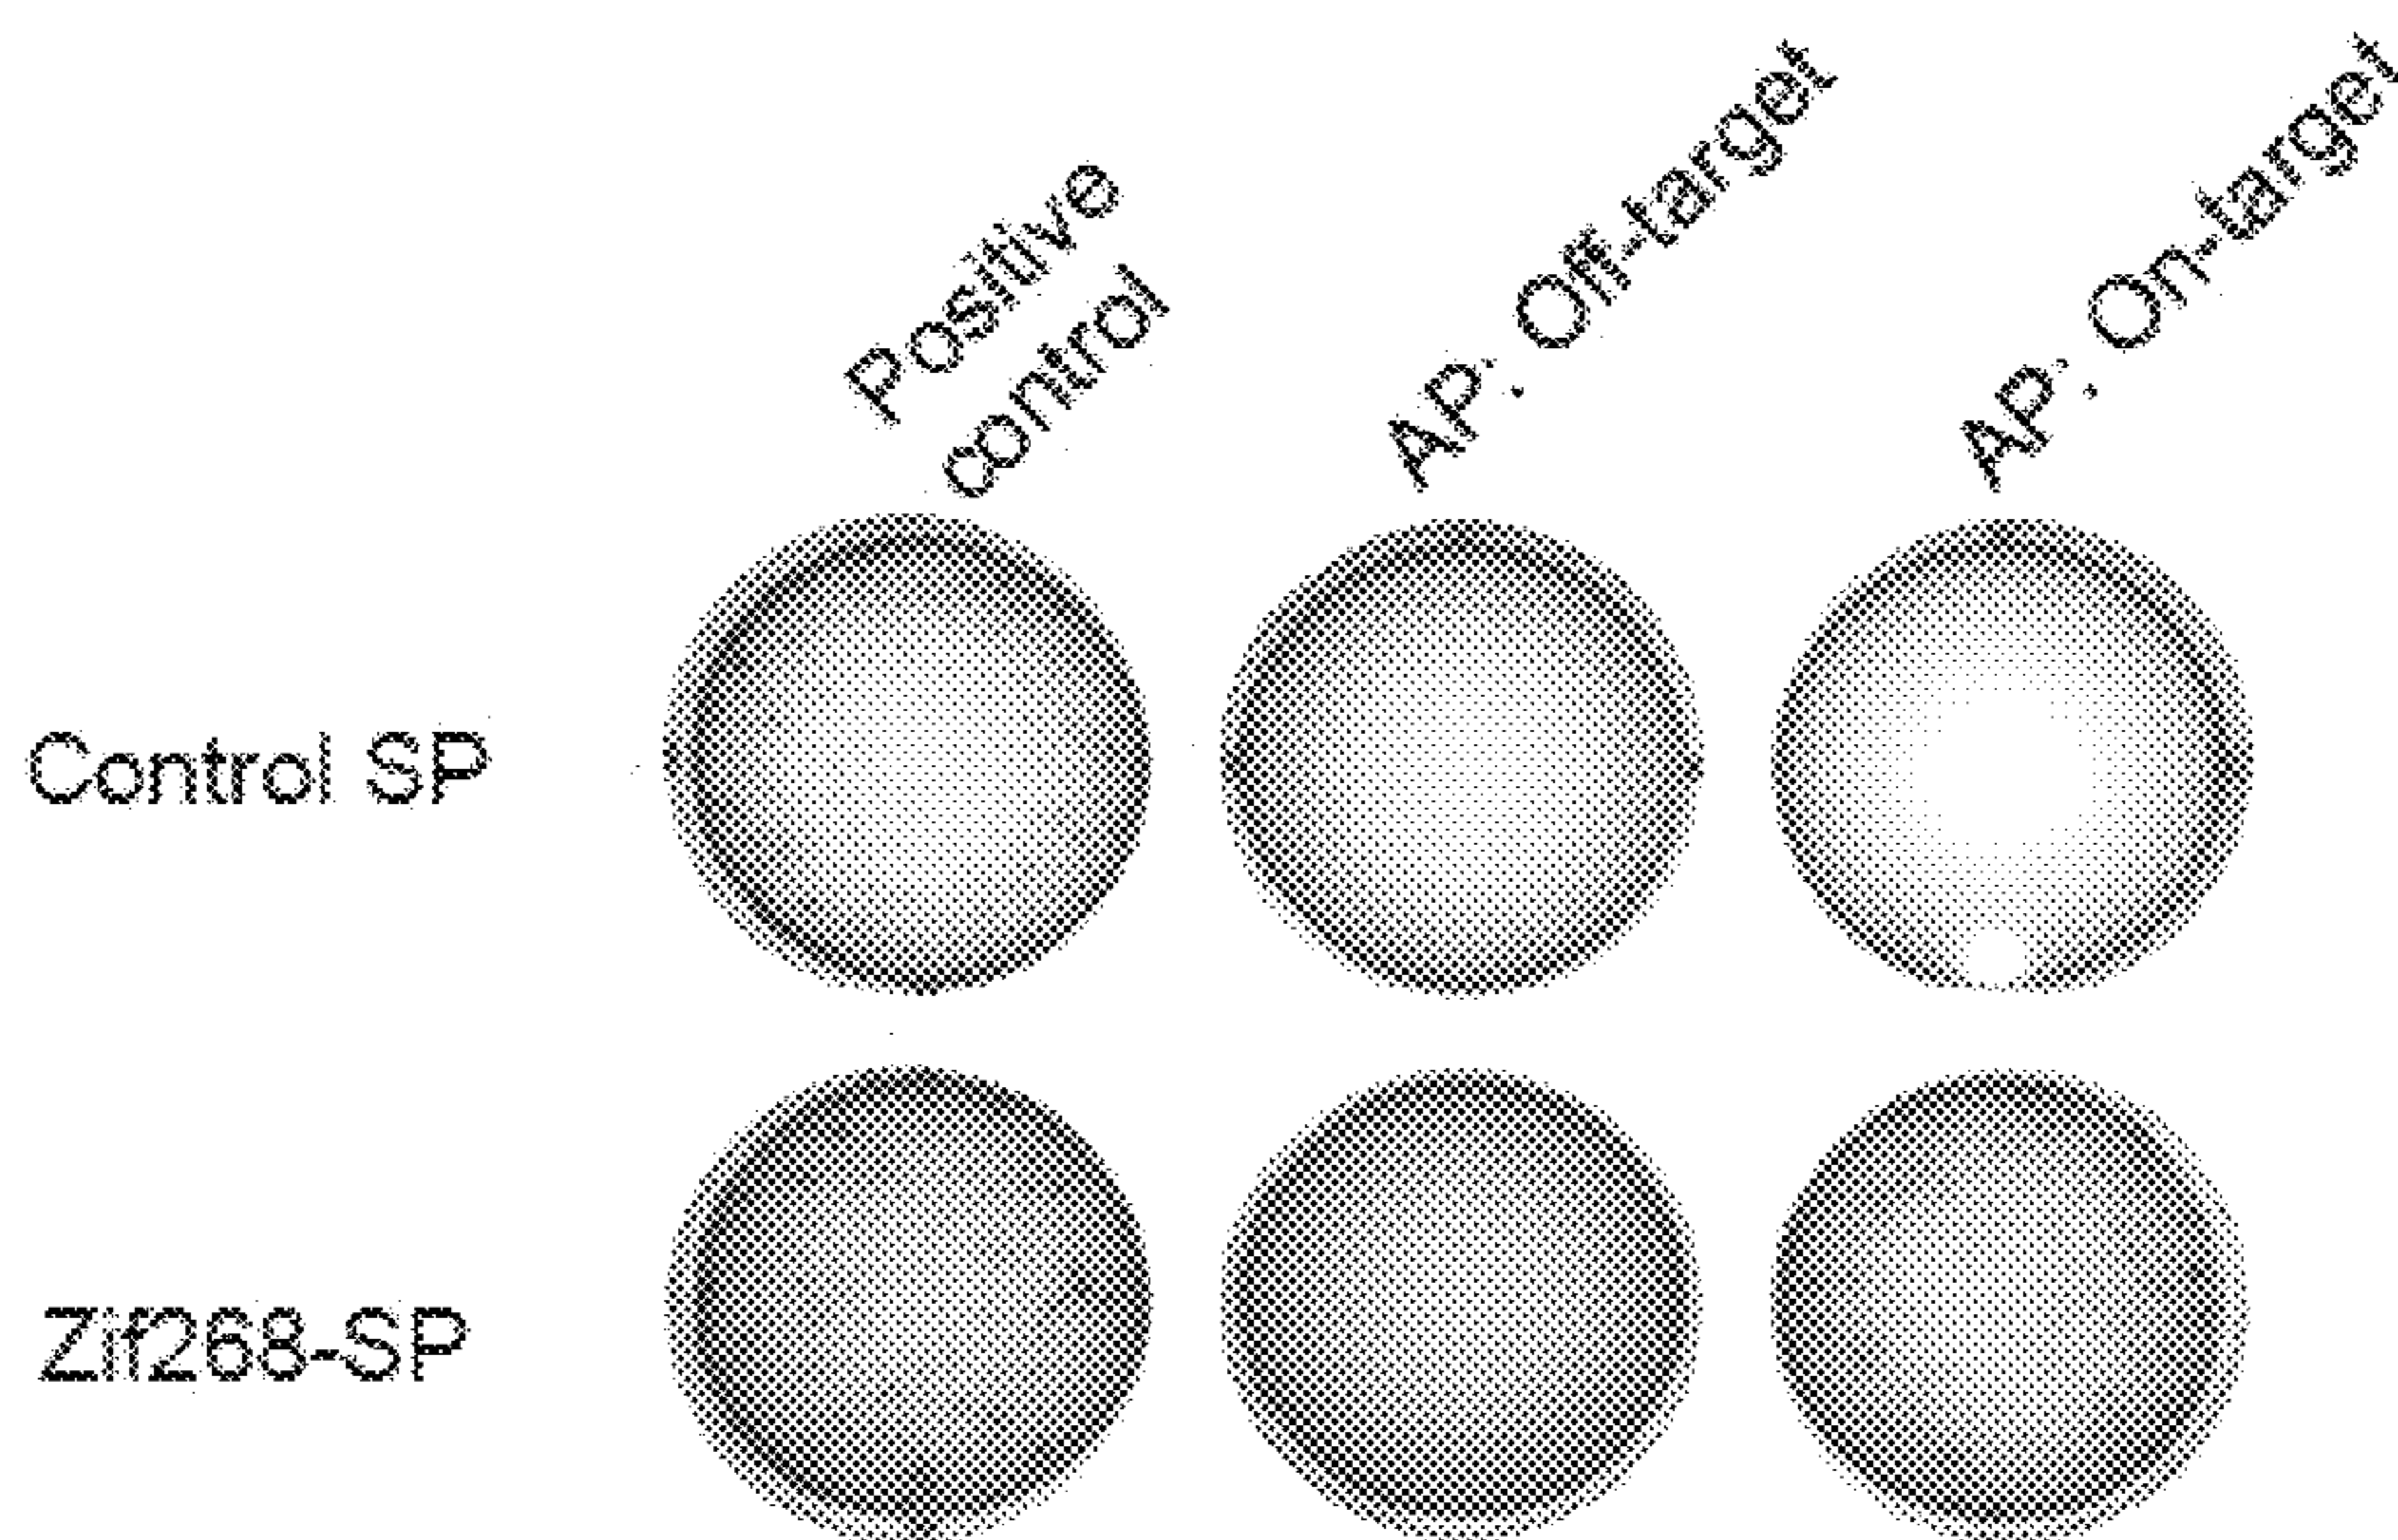 Positive
control
AP: Off-target
AP: On-target
Control SP
Zif268-SP